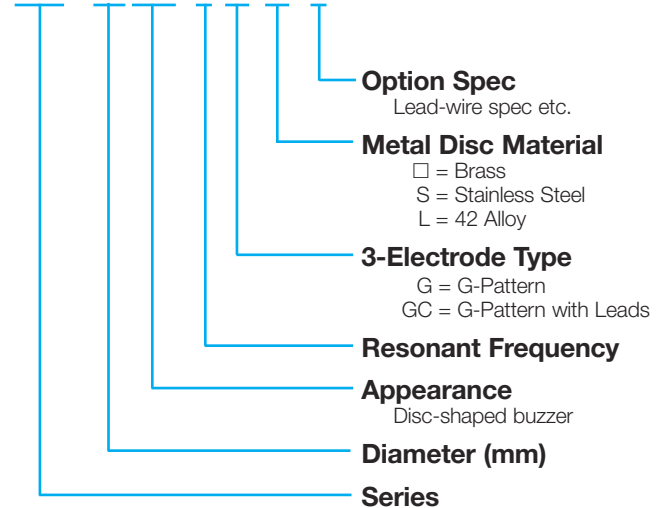 Option Spec
Lead-wire spec etc.
Metal Disc Material
□ = Brass
S = Stainless Steel
L = 42 Alloy
3-Electrode Type
G = G-Pattern
GC = G-Pattern with Leads
Resonant Frequency
Appearance
Disc-shaped buzzer
Diameter (mm)
Series